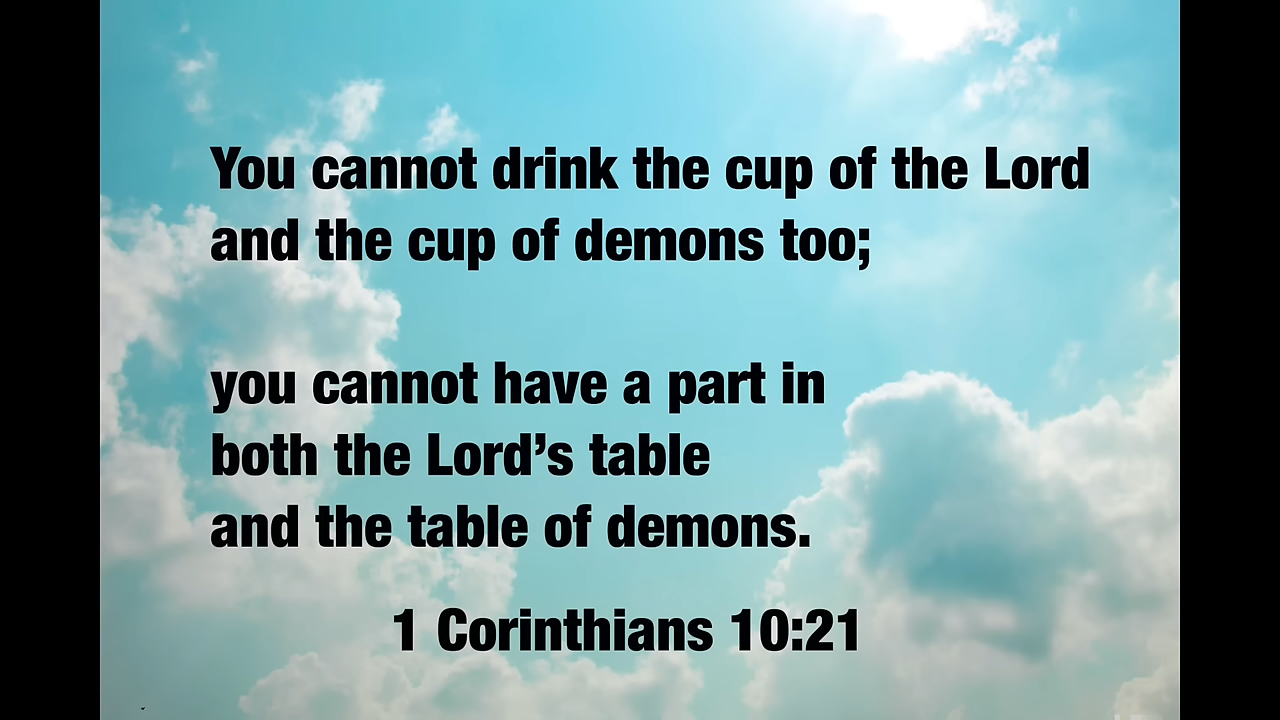 You cannot drink the cup of the Lord
and the cup of demons too;
you cannot have a part in
both the Lord’s table
and the table of demons.
1 Corinthians 10:21